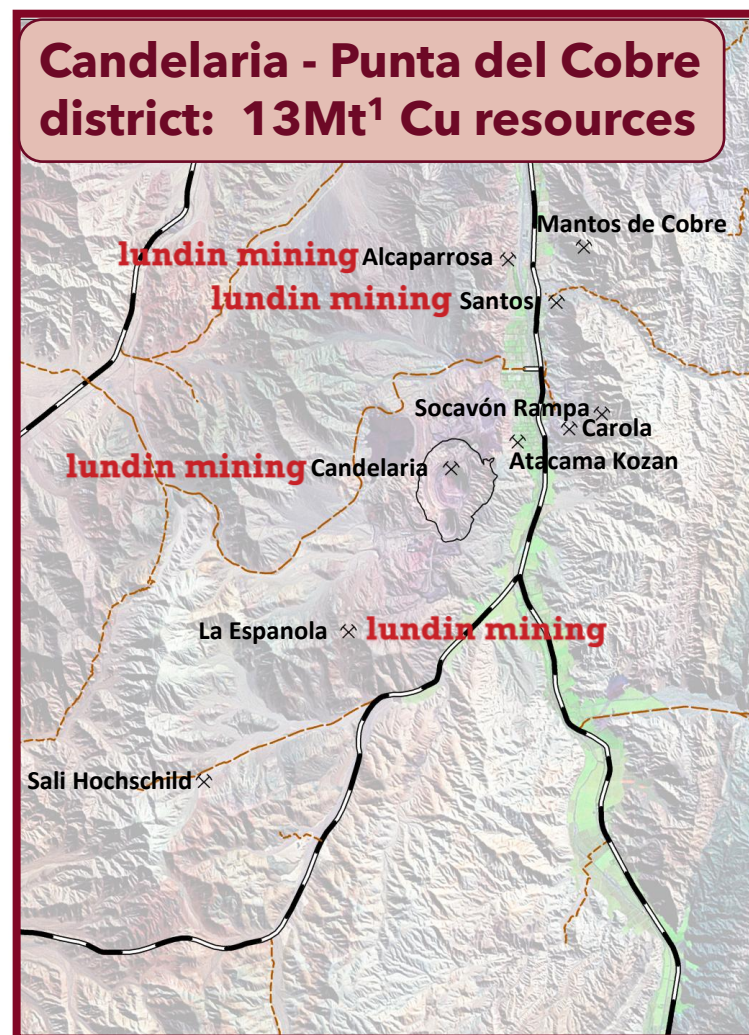 Candelaria - Punta del Cobre
district: 13Mt¹ Cu resources
Mantos de Cobre
lundin mining Alcaparrosa
lundin mining Santos
Socavón Rampa
Carola
Atacama Kozan
lundin mining Candelaria
La Espanola lundin mining
Sali Hochschild